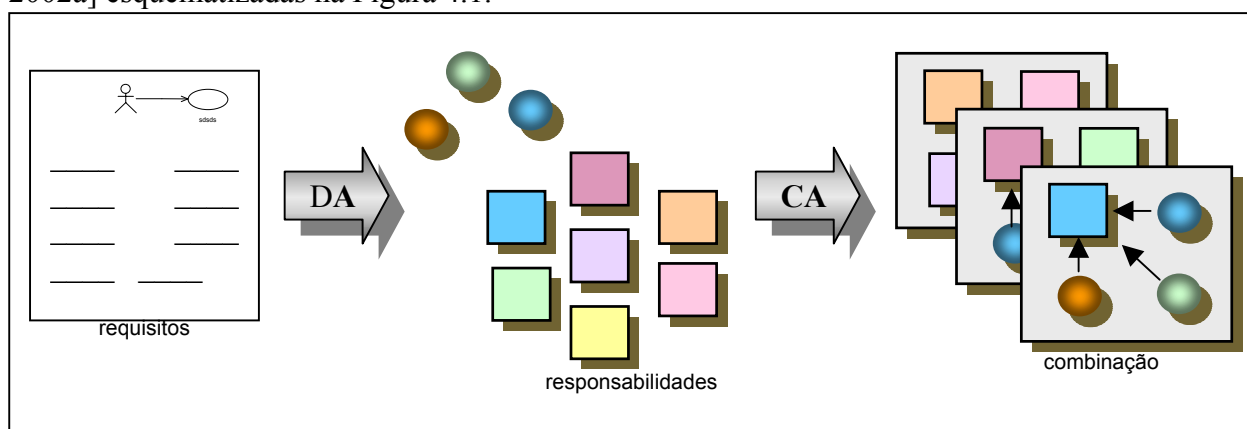 2002a] esquematizadas na Figura 4.1.
sdsds
DA
CA
requisitos
responsabilidades
combinação